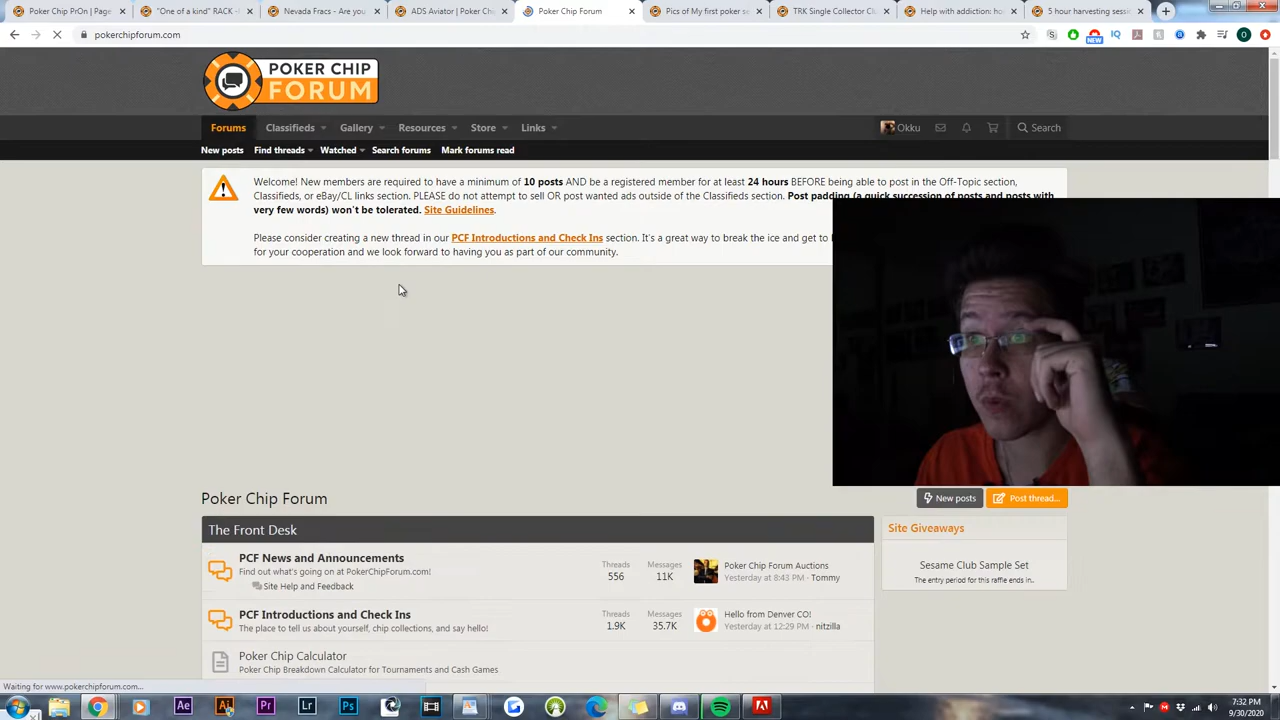 Poker Chip PrOn | Page
"One of a kind" RACK -
Nevada Fracs - Are you
ADS Aviator | Poker Ch
Poker Chip Forum
Pics of My first poker se
TRK Single Collector Cl
Help with addiction: ho
5 hour harvesting sessi
pokerchipforum.com
NEW
IQ
O
POKER CHIP
FORUM
Forums
Classifieds
Gallery
Resources
Store
Links
Okku
Search
New posts
Find threads
Watched
Search forums
Mark forums read
Welcome! New members are required to have a minimum of 10 posts AND be a registered member for at least 24 hours BEFORE being able to post in the Off-Topic section,
Classifieds, or eBay/CL links section. PLEASE do not attempt to sell OR post wanted ads outside of the Classifieds section. Post padding (a quick succession of posts and posts with
very few words) won't be tolerated. Site Guidelines.
Please consider creating a new thread in our PCF Introductions and Check Ins section. It's a great way to break the ice and get to
for your cooperation and we look forward to having you as part of our community.
Poker Chip Forum
New posts
Post thread...
The Front Desk
Site Giveaways
PCF News and Announcements
Find out what's going on at PokerChipForum.com!
Site Help and Feedback
Threads
556
Messages
11K
Poker Chip Forum Auctions
Yesterday at 8:43 PM · Tommy
Sesame Club Sample Set
The entry period for this raffle ends in..
PCF Introductions and Check Ins
The place to tell us about yourself, chip collections, and say hello!
Threads
1.9K
Messages
35.7K
Hello from Denver CO!
Yesterday at 12:29 PM · nitzilla
Poker Chip Calculator
Poker Chip Breakdown Calculator for Tournaments and Cash Games
Waiting for www.pokerchipforum.com...
Ae
Ai
Pr
Lr
Ps
7:32 PM
9/30/2020